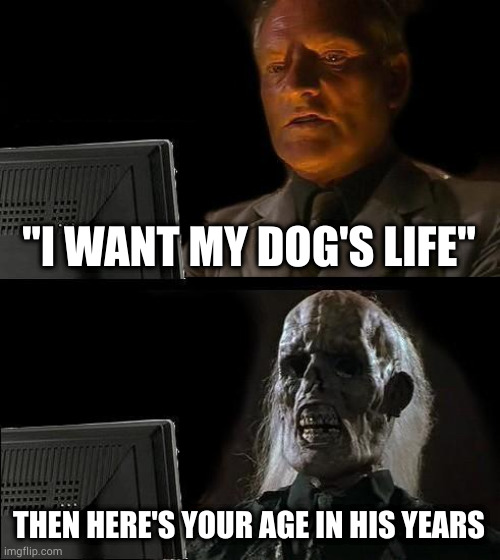 "I WANT MY DOG'S LIFE"
THEN HERE'S YOUR AGE IN HIS YEARS
imgflip.com